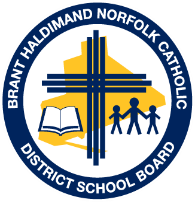 BRANT HALDIMAND NORFOLK CATHOLIC
DISTRICT SCHOOL BOARD